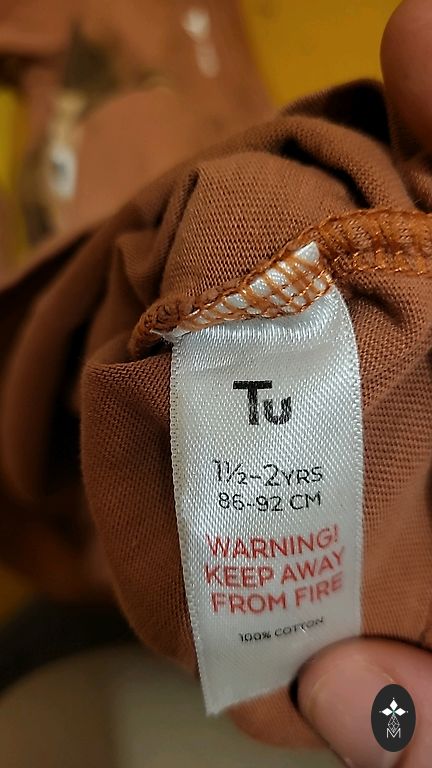 Tu
1½-2YRS
86-92 CM
WARNING!
KEEP AWAY
FROM FIRE
100% COTTON
M